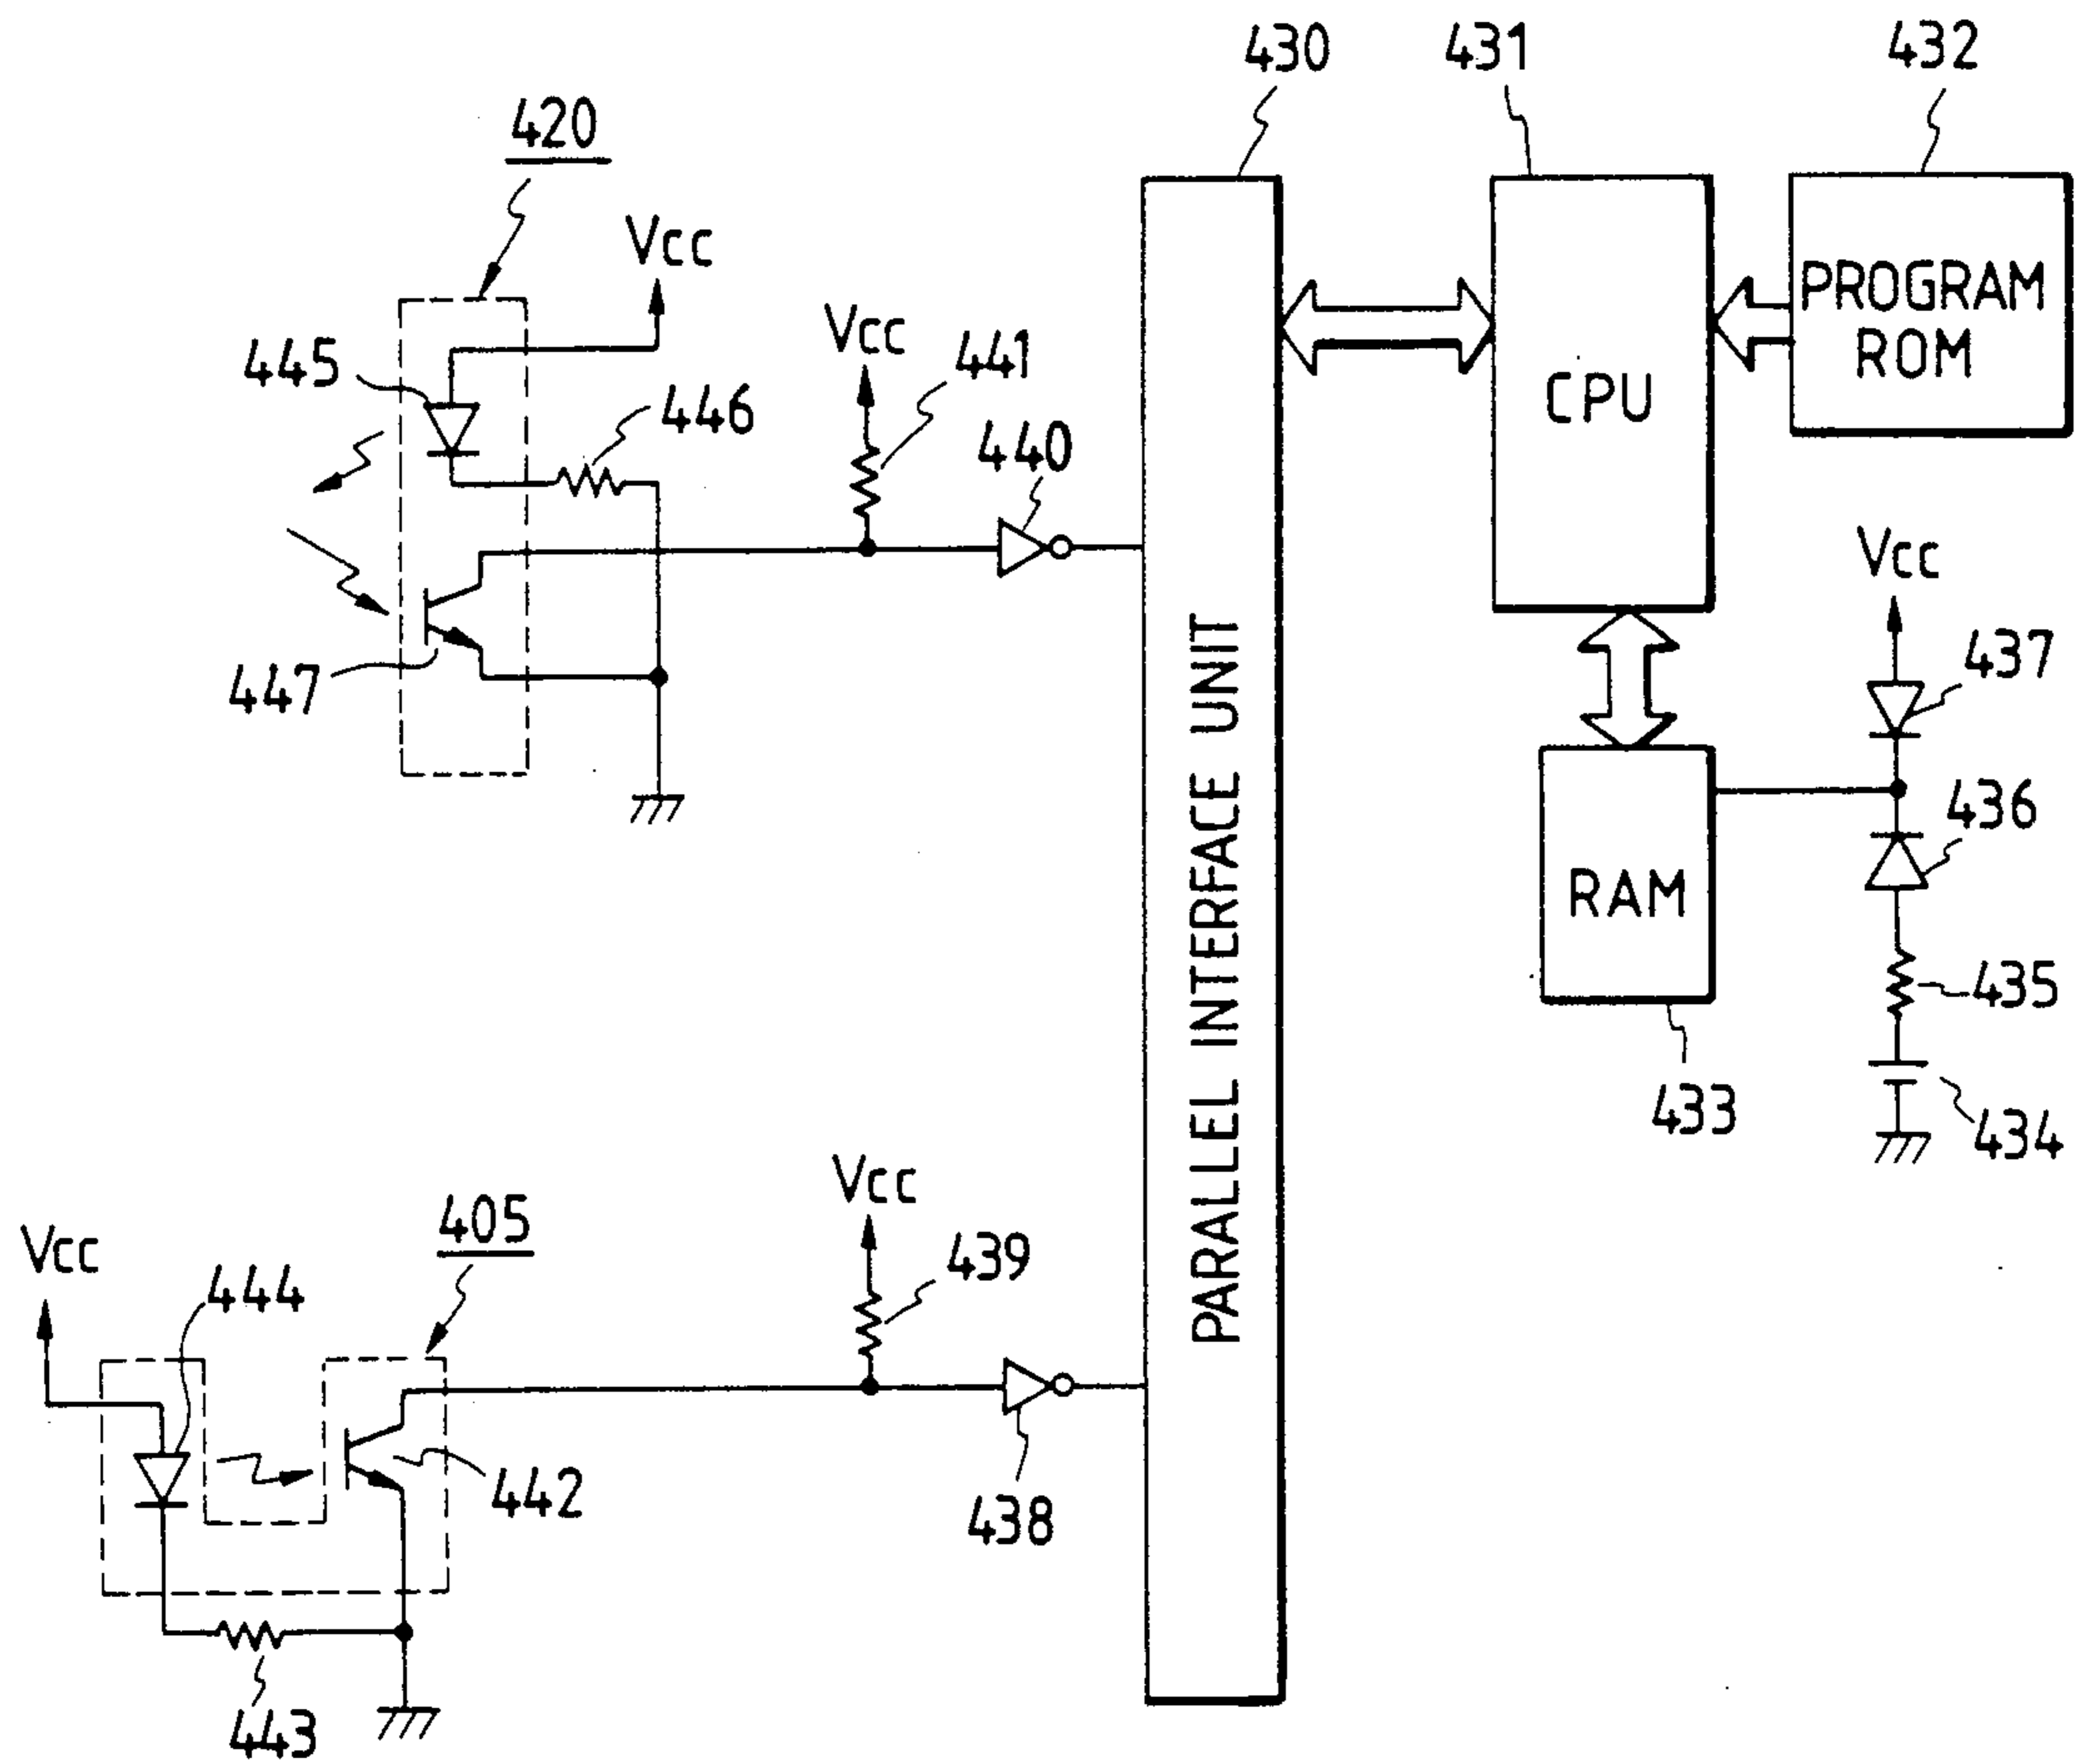 430
431
432
420
Vcc
445
446
Vcc
441
440
447
PROGRAM
ROM
CPU
Vcc
437
436
RAM
435
433
434
PARALLEL INTERFACE UNIT
Vcc
439
405
Vcc
444
442
438
443